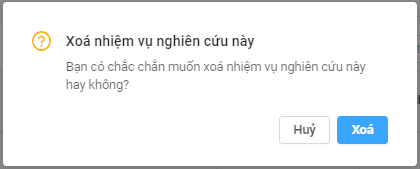 Xoá nhiệm vụ nghiên cứu này
Bạn có chắc chắn muốn xoá nhiệm vụ nghiên cứu này
hay không?
Huỷ Xoá